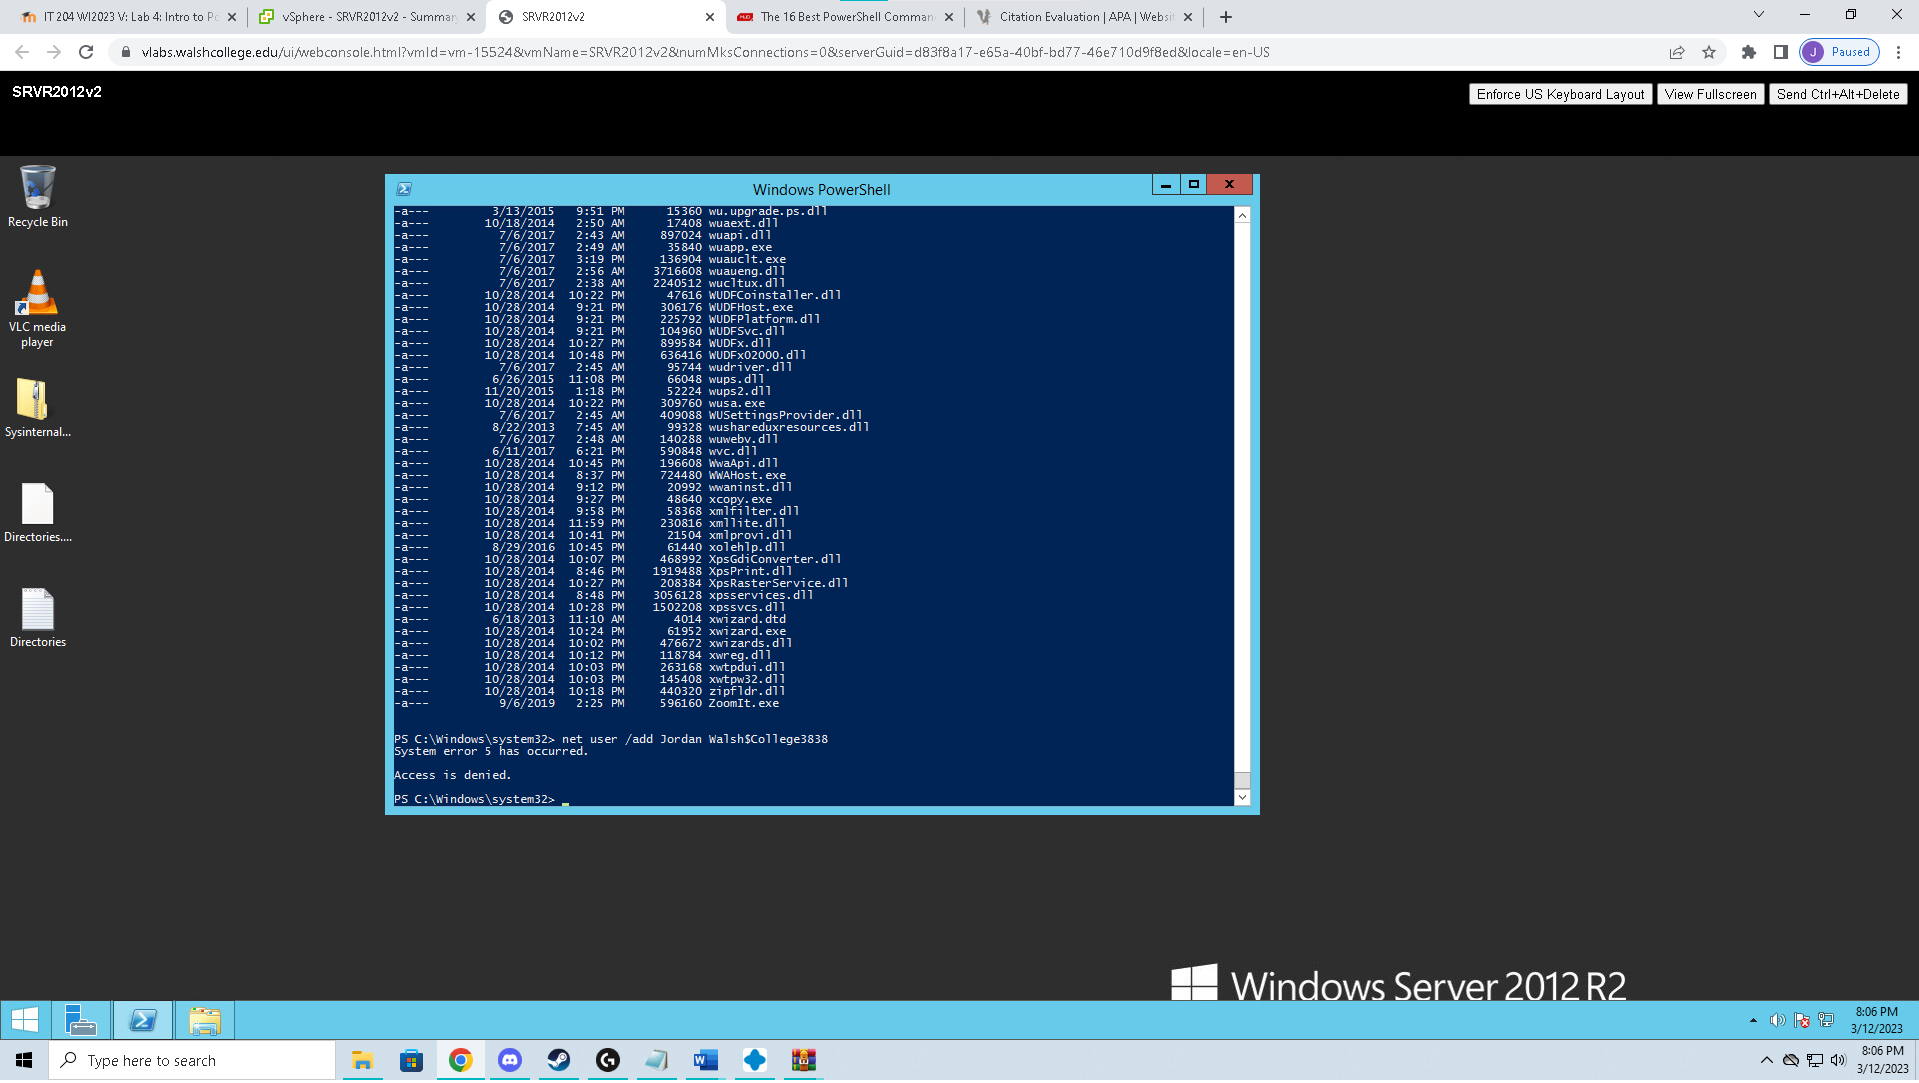 IT 204 WI2023 V: Lab 4: Intro to Po
vSphere - SRVR2012v2 - Summary
SRVR2012v2
The 16 Best PowerShell Comman
Citation Evaluation | APA | Websit
vlabs.walshcollege.edu/ui/webconsole.html?vmId=vm-15524&vmName=SRVR2012v2&numMksConnections=0&serverGuid=d83f8a17-e65a-40bf-bd77-46e710d9f8ed&locale=en-US
J Paused
SRVR2012v2
Enforce US Keyboard Layout
View Fullscreen
Send Ctrl+Alt+Delete
Recycle Bin
VLC media
player
Sysinternal...
Directories....
Directories
Windows PowerShell
-a--- 3/13/2015 9:51 PM 15360 wu.upgrade.ps.dll
-a--- 10/18/2014 2:50 AM 17408 wuaext.dll
-a--- 7/6/2017 2:43 AM 897024 wuapi.dll
-a--- 7/6/2017 2:49 AM 35840 wuapp.exe
-a--- 7/6/2017 3:19 PM 136904 wuauclt.exe
-a--- 7/6/2017 2:56 AM 3716608 wuaueng.dll
-a--- 7/6/2017 2:38 AM 2240512 wucltux.dll
-a--- 10/28/2014 10:22 PM 47616 WUDFCoinstaller.dll
-a--- 10/28/2014 9:21 PM 306176 WUDFHost.exe
-a--- 10/28/2014 9:21 PM 225792 WUDFPlatform.dll
-a--- 10/28/2014 9:21 PM 104960 WUDFSvc.dll
-a--- 10/28/2014 10:27 PM 899584 WUDFx.dll
-a--- 10/28/2014 10:48 PM 636416 WUDFx02000.dll
-a--- 7/6/2017 2:45 AM 95744 wudriver.dll
-a--- 6/26/2015 11:08 PM 66048 wups.dll
-a--- 11/20/2015 1:18 PM 52224 wups2.dll
-a--- 10/28/2014 10:22 PM 309760 wusa.exe
-a--- 7/6/2017 2:45 AM 409088 WUSettingsProvider.dll
-a--- 8/22/2013 7:45 AM 99328 wushareduxresources.dll
-a--- 7/6/2017 2:48 AM 140288 wuwebv.dll
-a--- 6/11/2017 6:21 PM 590848 wvc.dll
-a--- 10/28/2014 10:45 PM 196608 WwaApi.dll
-a--- 10/28/2014 8:37 PM 724480 WWAHost.exe
-a--- 10/28/2014 9:12 PM 20992 wwaninst.dll
-a--- 10/28/2014 9:27 PM 48640 xcopy.exe
-a--- 10/28/2014 9:58 PM 58368 xmlfilter.dll
-a--- 10/28/2014 11:59 PM 230816 xmllite.dll
-a--- 10/28/2014 10:41 PM 21504 xmlprovi.dll
-a--- 8/29/2016 10:45 PM 61440 xolehlp.dll
-a--- 10/28/2014 10:07 PM 468992 XpsGdiConverter.dll
-a--- 10/28/2014 8:46 PM 1919488 XpsPrint.dll
-a--- 10/28/2014 10:27 PM 208384 XpsRasterService.dll
-a--- 10/28/2014 8:48 PM 3056128 xpsservices.dll
-a--- 10/28/2014 10:28 PM 1502208 xpssvcs.dll
-a--- 6/18/2013 11:10 AM 4014 xwizard.dtd
-a--- 10/28/2014 10:24 PM 61952 xwizard.exe
-a--- 10/28/2014 10:02 PM 476672 xwizards.dll
-a--- 10/28/2014 10:12 PM 118784 xwreg.dll
-a--- 10/28/2014 10:03 PM 263168 xwtpdui.dll
-a--- 10/28/2014 10:03 PM 145408 xwtpw32.dll
-a--- 10/28/2014 10:18 PM 440320 zipfldr.dll
-a--- 9/6/2019 2:25 PM 596160 ZoomIt.exe
PS C:\Windows\system32> net user /add Jordan Walsh$College3838
System error 5 has occurred.
Access is denied.
PS C:\Windows\system32> _
Windows Server 2012 R2
8:06 PM
3/12/2023
Type here to search
8:06 PM
3/12/2023